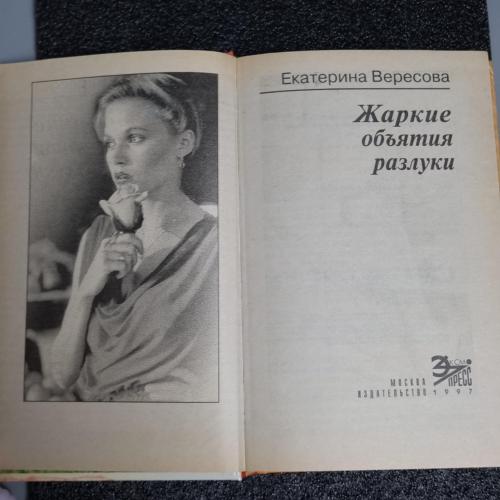 Екатерина Вересова
Жаркие
объятия
разлуки
ЭКСМО
ПРЕСС
МОСКВА
ИЗДАТЕЛЬСТВО 1997